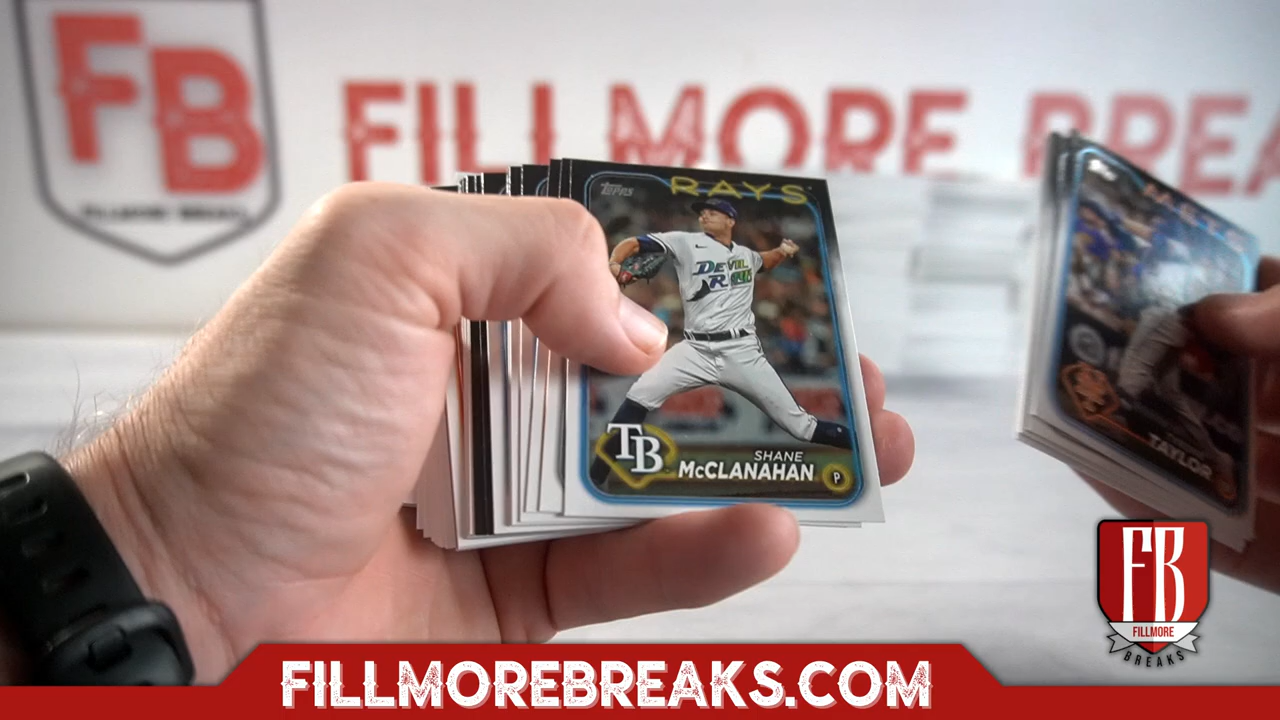 FB
FILLMORE BREAKS
FILLMORE BREA
Topps
RAYS
DEVIL
RAYS
TB
SHANE
McCLANAHAN
P
TAYLOR
FB
FILLMORE
BREAKS
FILLMOREBREAKS.COM